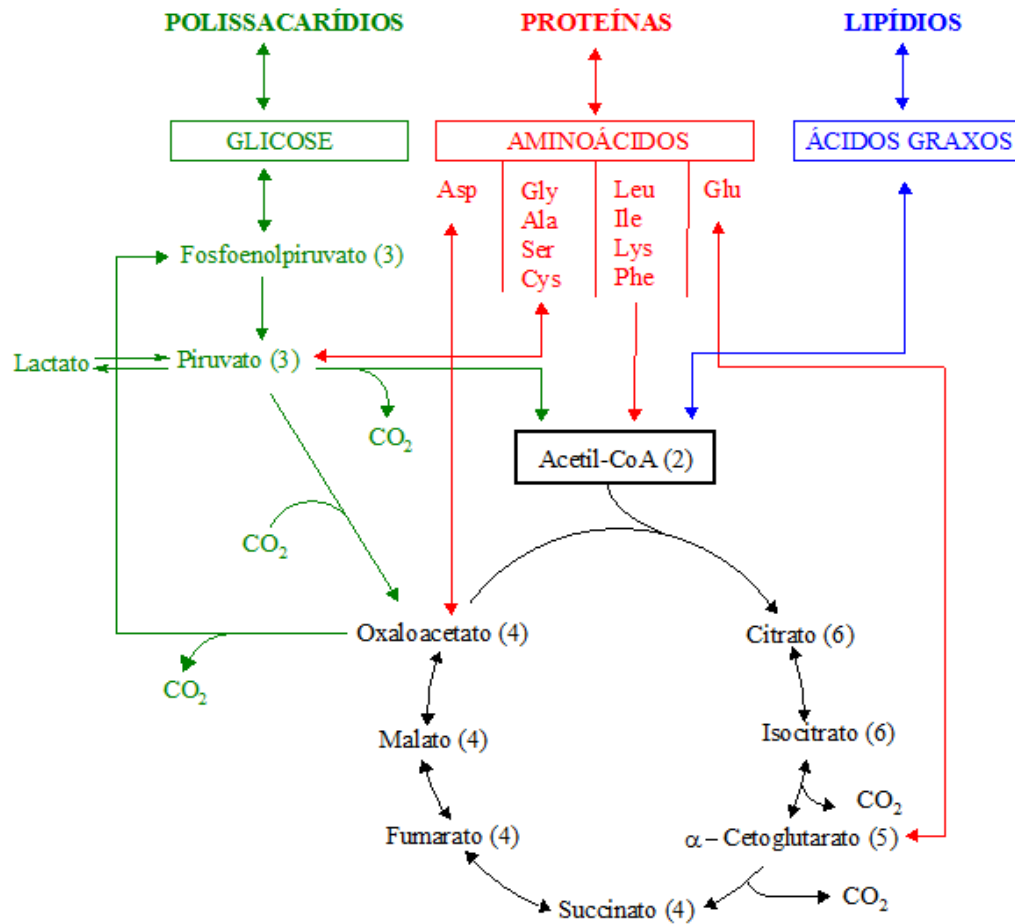 POLISSACARÍDIOS PROTEÍNAS LIPÍDIOS
GLICOSE AMINOÁCIDOS ÁCIDOS GRAXOS
Asp Gly Leu Glu
Ala Ile
Ser Lys
Cys Phe
Fosfoenolpiruvato (3)
Lactato Piruvato (3)
CO2
Acetil-CoA (2)
CO2
Oxaloacetato (4) Citrato (6)
CO2
Malato (4) Isocitrato (6)
CO2
Fumarato (4) α – Cetoglutarato (5)
CO2
Succinato (4)